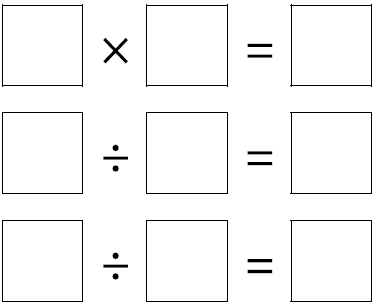 × =
÷ =
÷ =